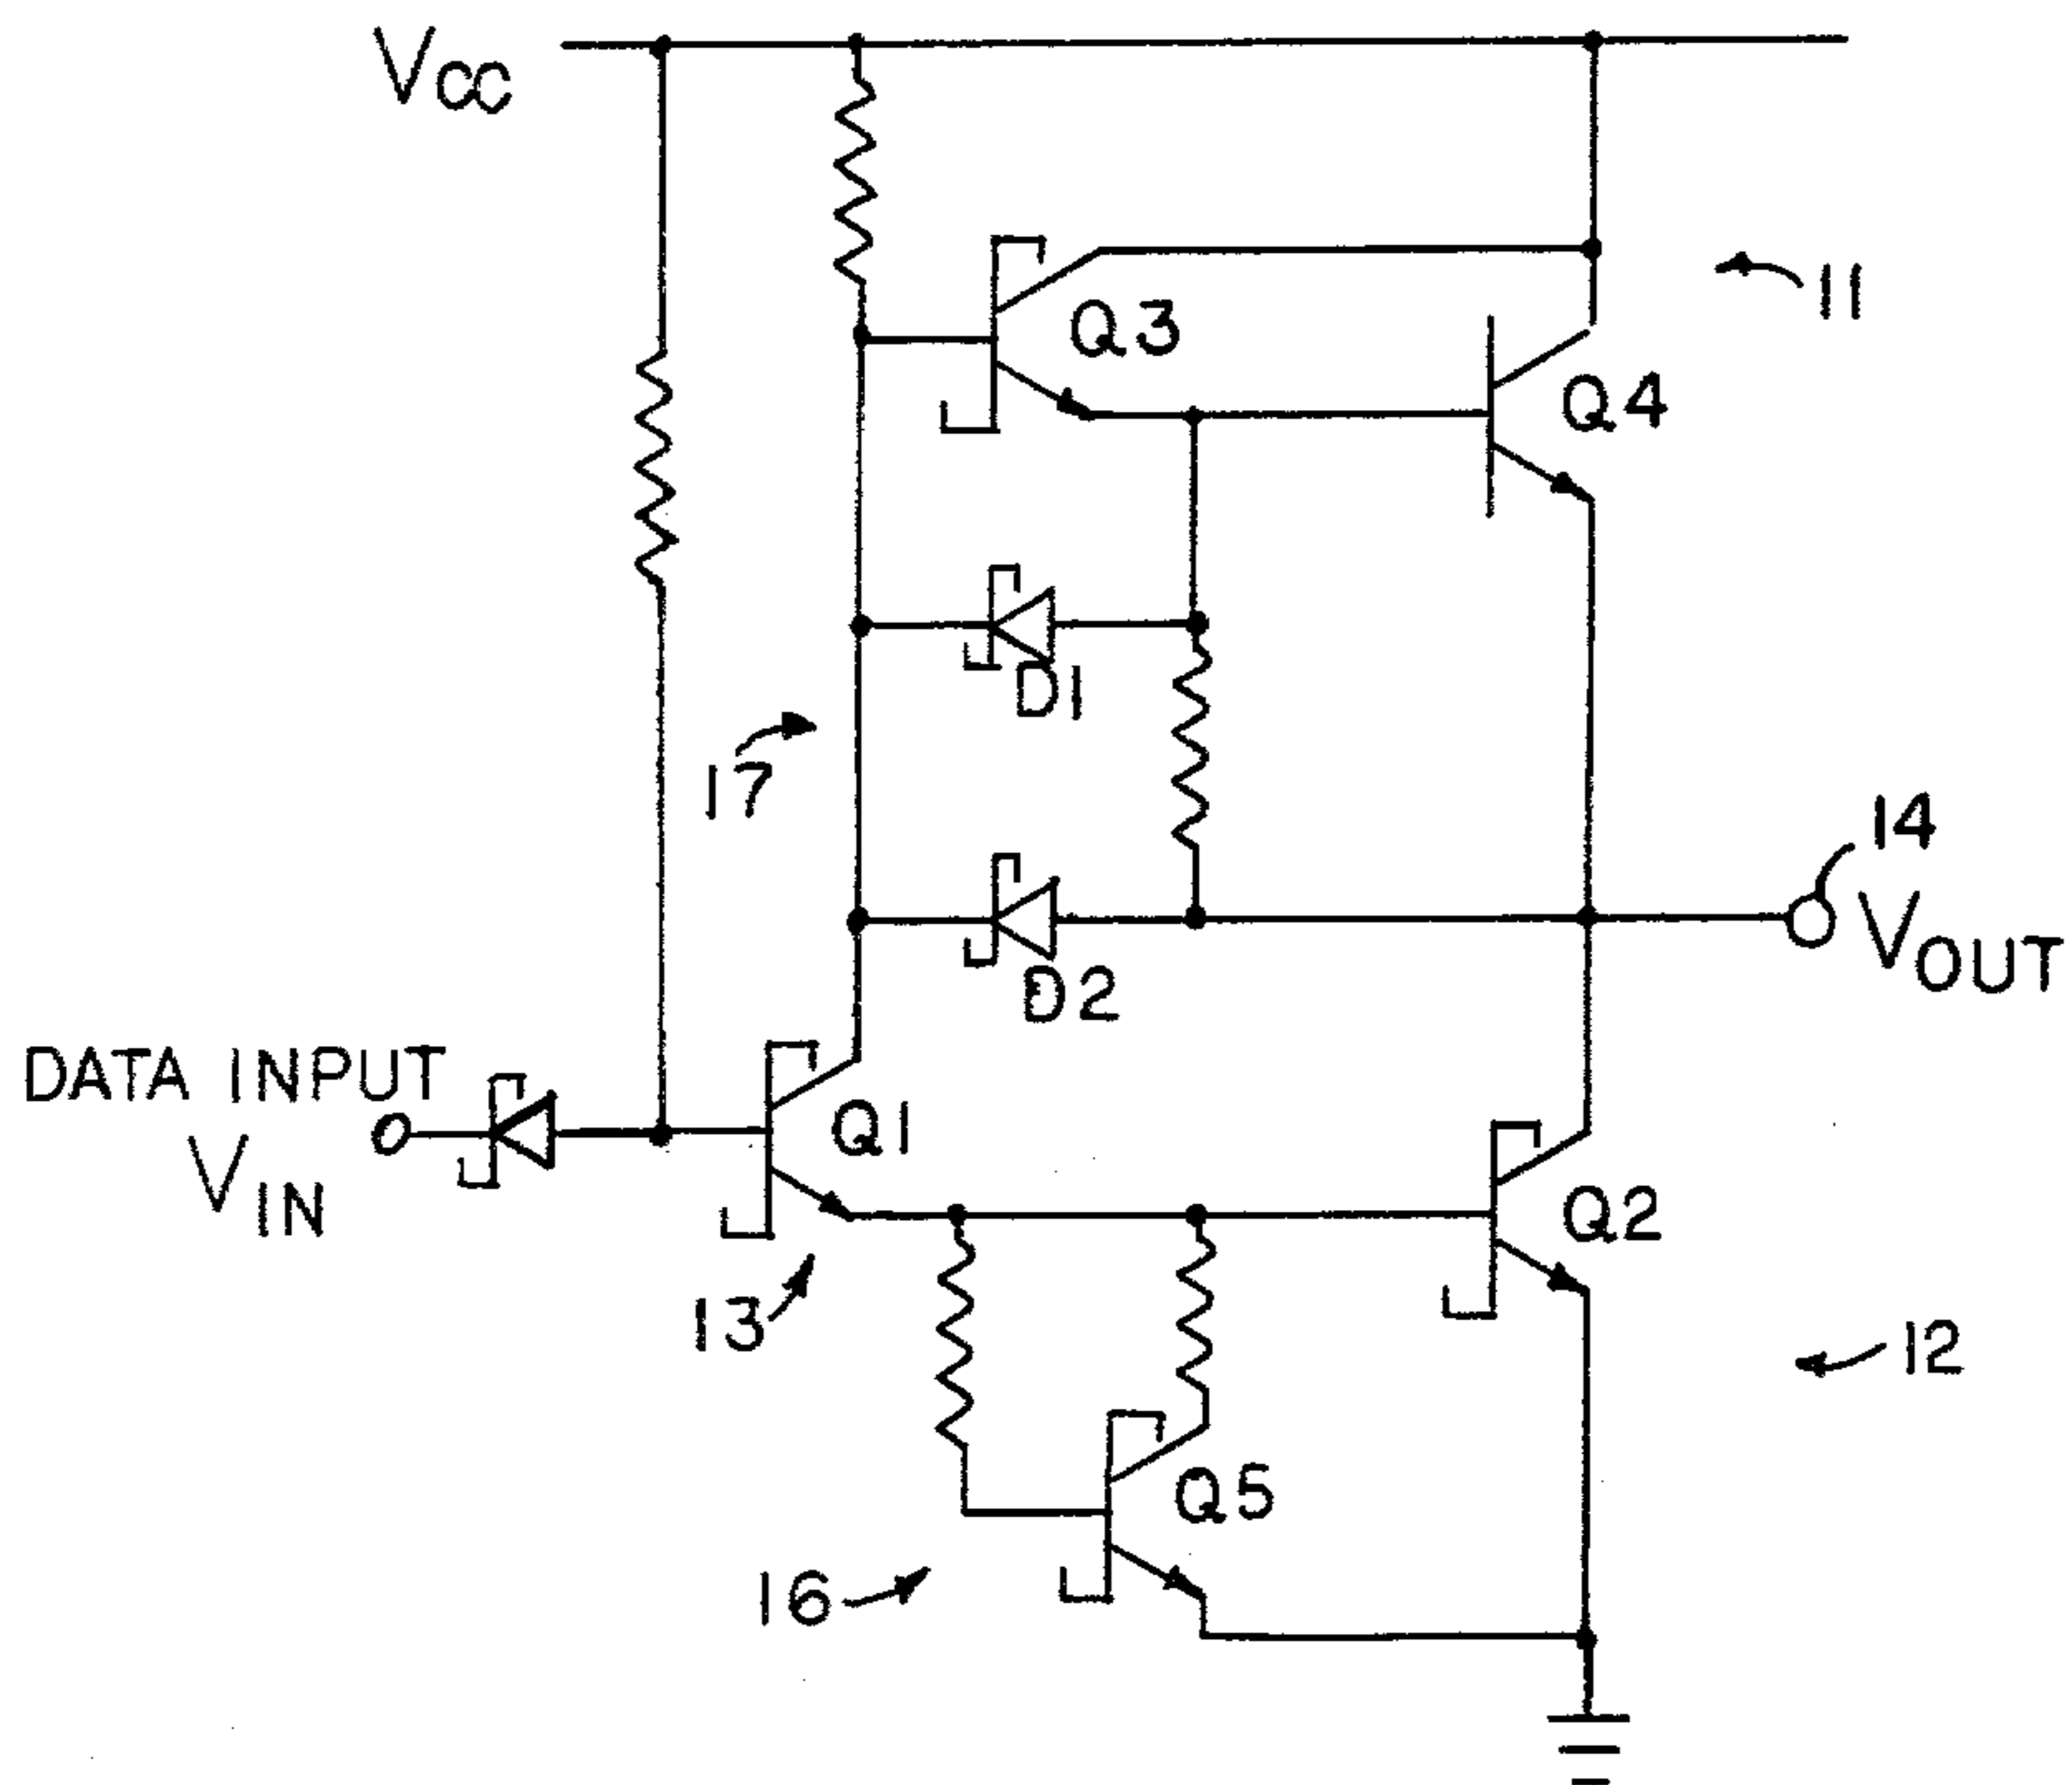 VCC
11
Q3
Q4
D1
17
14
D2
VOUT
DATA INPUT
VIN
Q1
Q2
13
12
Q5
16